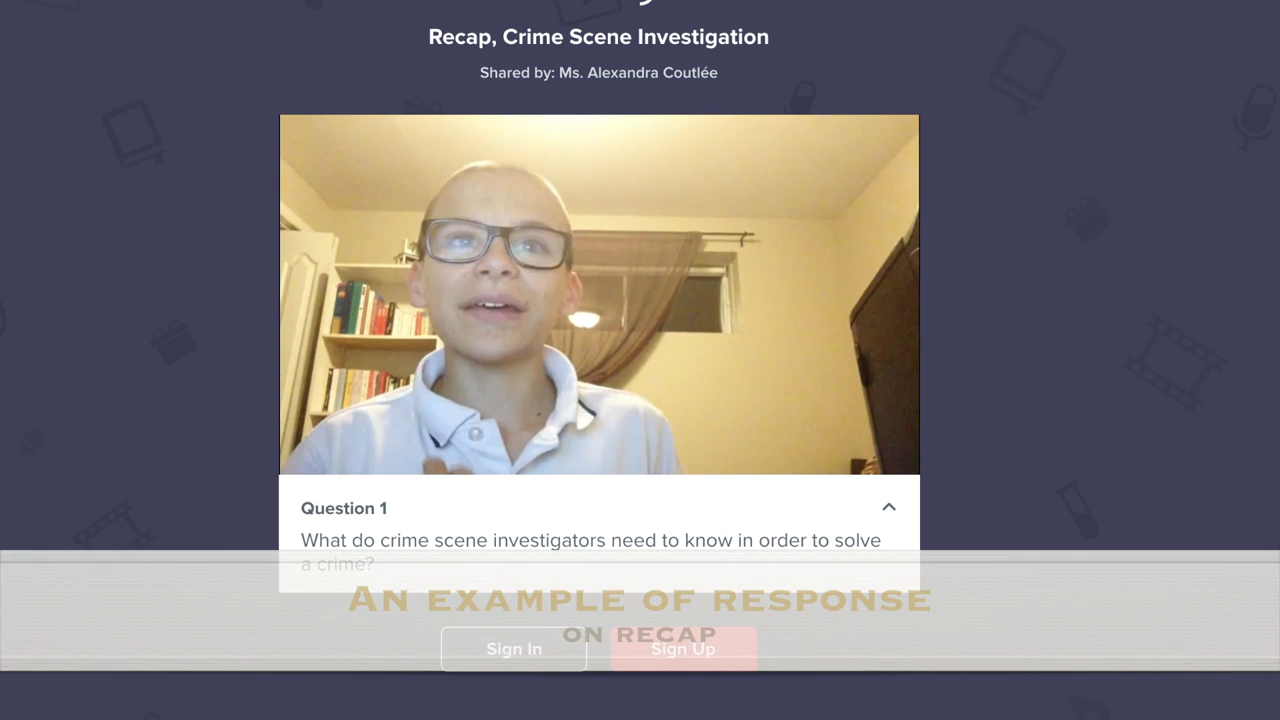 Recap, Crime Scene Investigation
Shared by: Ms. Alexandra Coutlée
Question 1
What do crime scene investigators need to know in order to solve
a crime?
AN EXAMPLE OF RESPONSE
ON RECAP
Sign In
Sign Up